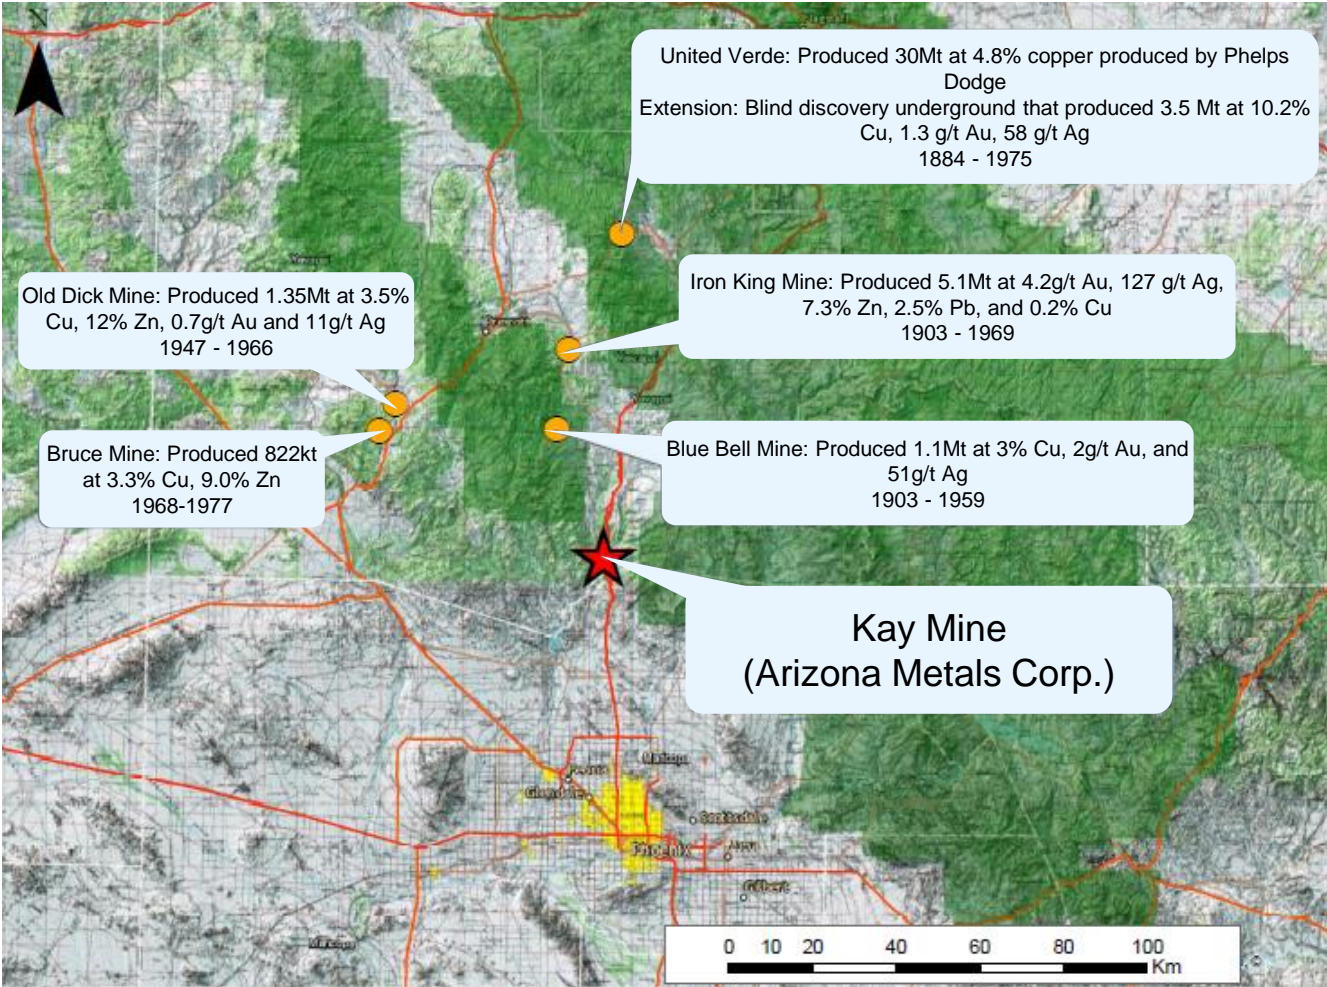 N
United Verde: Produced 30Mt at 4.8% copper produced by Phelps
Dodge
Extension: Blind discovery underground that produced 3.5 Mt at 10.2%
Cu, 1.3 g/t Au, 58 g/t Ag
1884 - 1975
Iron King Mine: Produced 5.1Mt at 4.2g/t Au, 127 g/t Ag,
7.3% Zn, 2.5% Pb, and 0.2% Cu
1903 - 1969
Old Dick Mine: Produced 1.35Mt at 3.5%
Cu, 12% Zn, 0.7g/t Au and 11g/t Ag
1947 - 1966
Blue Bell Mine: Produced 1.1Mt at 3% Cu, 2g/t Au, and
51g/t Ag
1903 - 1959
Bruce Mine: Produced 822kt
at 3.3% Cu, 9.0% Zn
1968-1977
Kay Mine
(Arizona Metals Corp.)
Maricopa
Peoria
Glendale
Scottsdale
Phoenix
Mesa
Gilbert
Maricopa
0 10 20 40 60 80 100
Km
©